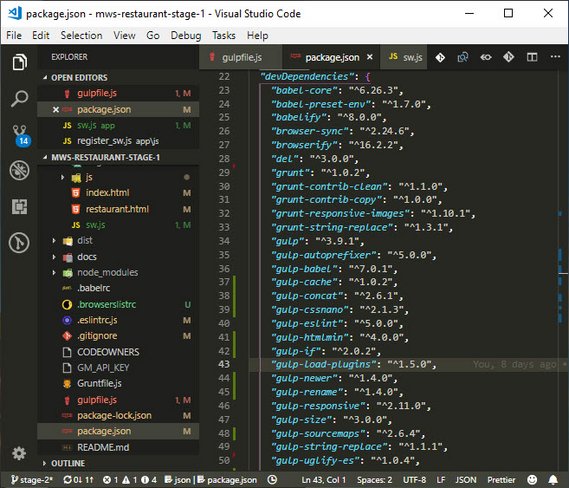 package.json - mws-restaurant-stage-1 - Visual Studio Code
File Edit Selection View Go Debug Tasks Help
EXPLORER
gulpfile.js
package.json
sw.js
OPEN EDITORS
gulpfile.js 1, M
package.json M
JS sw.js app 1, M
JS register_sw.js app\js M
14
MWS-RESTAURANT-STAGE-1
js
index.html M
restaurant.html M
JS sw.js 1, M
dist
docs M
node_modules
.babelrc
.browserslistrc U
.eslintrc.js M
.gitignore M
CODEOWNERS
GM_API_KEY
Gruntfile.js
gulpfile.js 1, M
package-lock.json M
package.json M
README.md
OUTLINE
22 "devDependencies": {
23 "babel-core": "^6.26.3",
24 "babel-preset-env": "^1.7.0",
25 "babelify": "^8.0.0",
26 "browser-sync": "^2.24.6",
27 "browserify": "^16.2.2",
28 "del": "^3.0.0",
29 "grunt": "^1.0.2",
30 "grunt-contrib-clean": "^1.1.0",
31 "grunt-contrib-copy": "^1.0.0",
32 "grunt-responsive-images": "^1.10.1",
33 "grunt-string-replace": "^1.3.1",
34 "gulp": "^3.9.1",
35 "gulp-autoprefixer": "^5.0.0",
36 "gulp-babel": "^7.0.1",
37 "gulp-cache": "^1.0.2",
38 "gulp-concat": "^2.6.1",
39 "gulp-cssnano": "^2.1.3",
40 "gulp-eslint": "^5.0.0",
41 "gulp-htmlmin": "^4.0.0",
42 "gulp-if": "^2.0.2",
43 "gulp-load-plugins": "^1.5.0", You, 8 days ago •
44 "gulp-newer": "^1.4.0",
45 "gulp-rename": "^1.4.0",
46 "gulp-responsive": "^2.11.0",
47 "gulp-size": "^3.0.0",
48 "gulp-sourcemaps": "^2.6.4",
49 "gulp-string-replace": "^1.1.1",
50 "gulp-uglify-es": "^1.0.4",
stage-2* 0↓ 1↑ 1 1 4 json | package.json Ln 43, Col 1 Spaces: 2 UTF-8 LF JSON Prettier